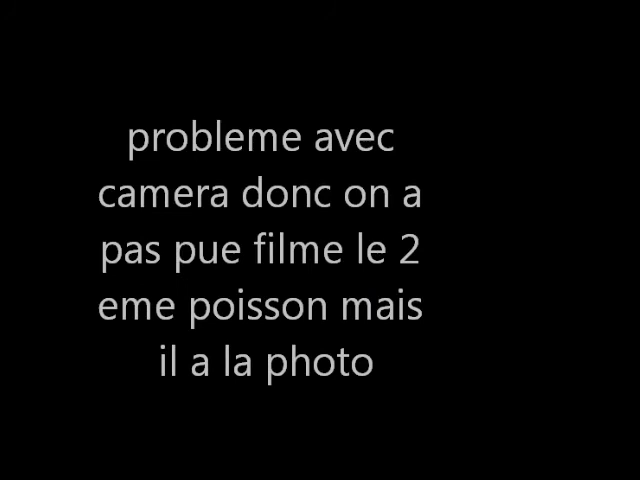 probleme avec
camera donc on a
pas pue filme le 2
eme poisson mais
il a la photo